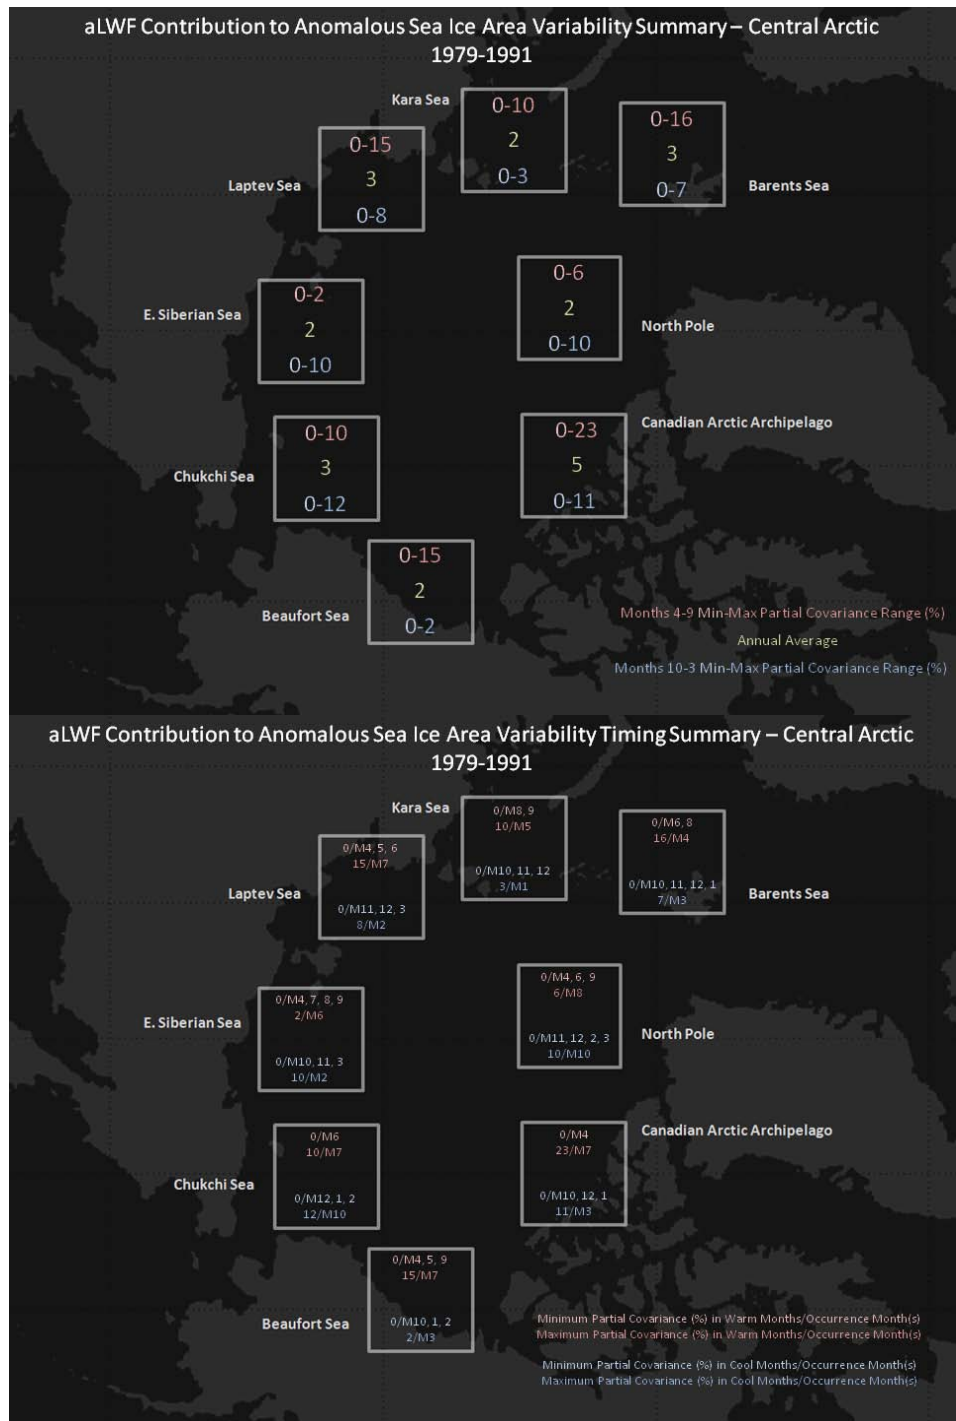 aLWF Contribution to Anomalous Sea Ice Area Variability Summary – Central Arctic
1979-1991
Kara Sea
0-10
2
0-3
0-16
3
0-7
Barents Sea
Laptev Sea
0-15
3
0-8
E. Siberian Sea
0-2
2
0-10
0-6
2
0-10
North Pole
Chukchi Sea
0-10
3
0-12
0-23
5
0-11
Canadian Arctic Archipelago
Beaufort Sea
0-15
2
0-2
Months 4-9 Min-Max Partial Covariance Range (%)
Annual Average
Months 10-3 Min-Max Partial Covariance Range (%)
aLWF Contribution to Anomalous Sea Ice Area Variability Timing Summary – Central Arctic
1979-1991
Kara Sea
0/M8, 9
10/M5
0/M10, 11, 12
3/M1
0/M6, 8
16/M4
0/M10, 11, 12, 1
7/M3
Barents Sea
Laptev Sea
0/M4, 5, 6
15/M7
0/M11, 12, 3
8/M2
E. Siberian Sea
0/M4, 7, 8, 9
2/M6
0/M10, 11, 3
10/M2
0/M4, 6, 9
6/M8
0/M11, 12, 2, 3
10/M10
North Pole
Chukchi Sea
0/M6
10/M7
0/M12, 1, 2
12/M10
0/M4
23/M7
0/M10, 12, 1
11/M3
Canadian Arctic Archipelago
Beaufort Sea
0/M4, 5, 9
15/M7
0/M10, 1, 2
2/M3
Minimum Partial Covariance (%) in Warm Months/Occurrence Month(s)
Maximum Partial Covariance (%) in Warm Months/Occurrence Month(s)
Minimum Partial Covariance (%) in Cool Months/Occurrence Month(s)
Maximum Partial Covariance (%) in Cool Months/Occurrence Month(s)